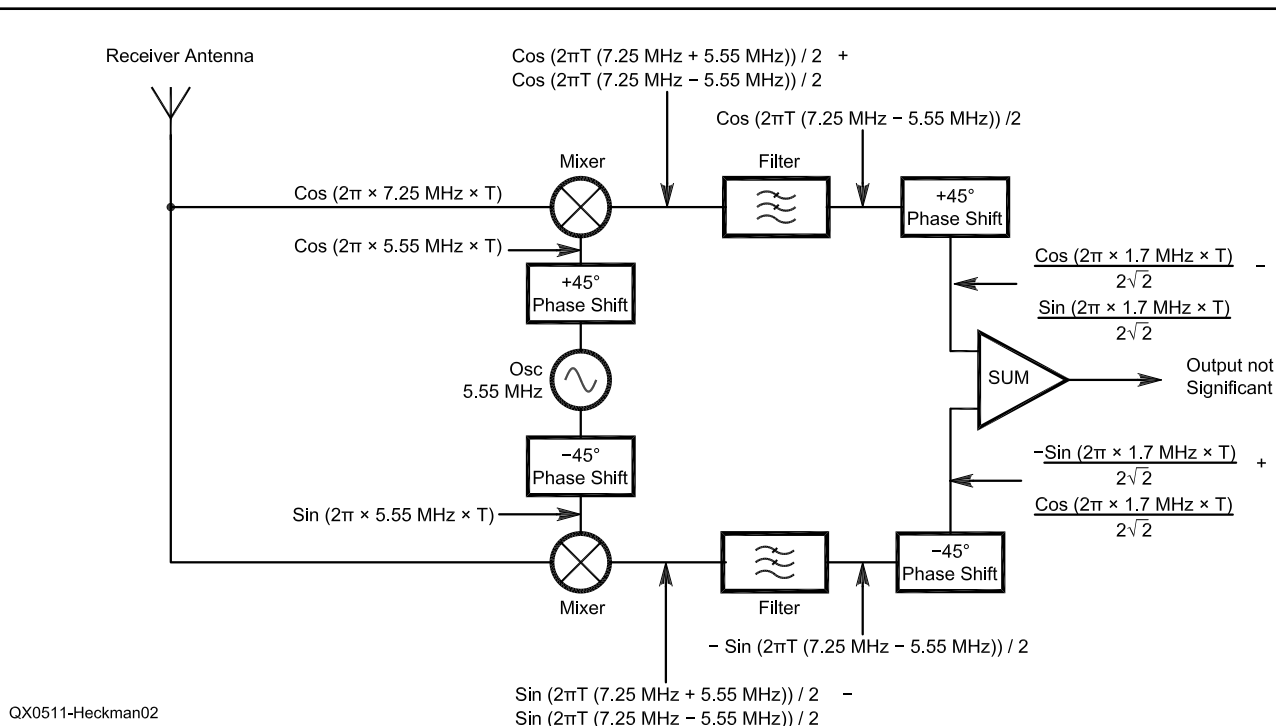 Receiver Antenna
Cos (2πT (7.25 MHz + 5.55 MHz)) / 2 +
Cos (2πT (7.25 MHz − 5.55 MHz)) / 2
Cos (2πT (7.25 MHz − 5.55 MHz)) /2
Mixer
Filter
Cos (2π × 7.25 MHz × T)
+45°
Phase Shift
Cos (2π × 5.55 MHz × T)
+45°
Phase Shift
Cos (2π × 1.7 MHz × T) −
2√2
Sin (2π × 1.7 MHz × T)
2√2
Osc
5.55 MHz
SUM
Output not
Significant
−45°
Phase Shift
−Sin (2π × 1.7 MHz × T) +
2√2
Cos (2π × 1.7 MHz × T)
2√2
Sin (2π × 5.55 MHz × T)
−45°
Phase Shift
Mixer
Filter
− Sin (2πT (7.25 MHz − 5.55 MHz)) / 2
Sin (2πT (7.25 MHz + 5.55 MHz)) / 2 −
Sin (2πT (7.25 MHz − 5.55 MHz)) / 2
QX0511-Heckman02